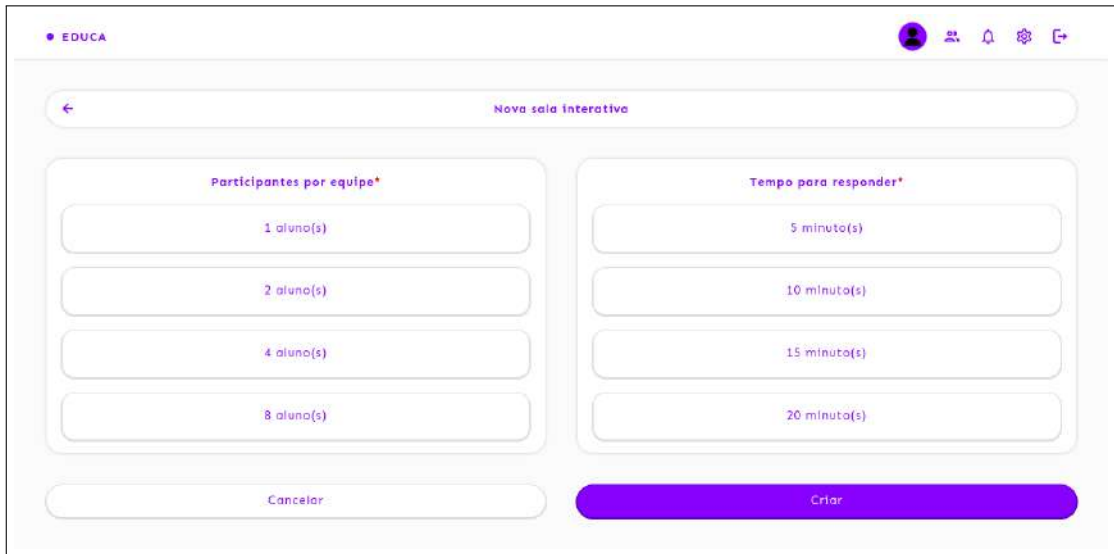 EDUCA
Nova sala interativa
Participantes por equipe*
1 aluno(s)
2 aluno(s)
4 aluno(s)
8 aluno(s)
Tempo para responder*
5 minuto(s)
10 minuto(s)
15 minuto(s)
20 minuto(s)
Cancelar
Criar